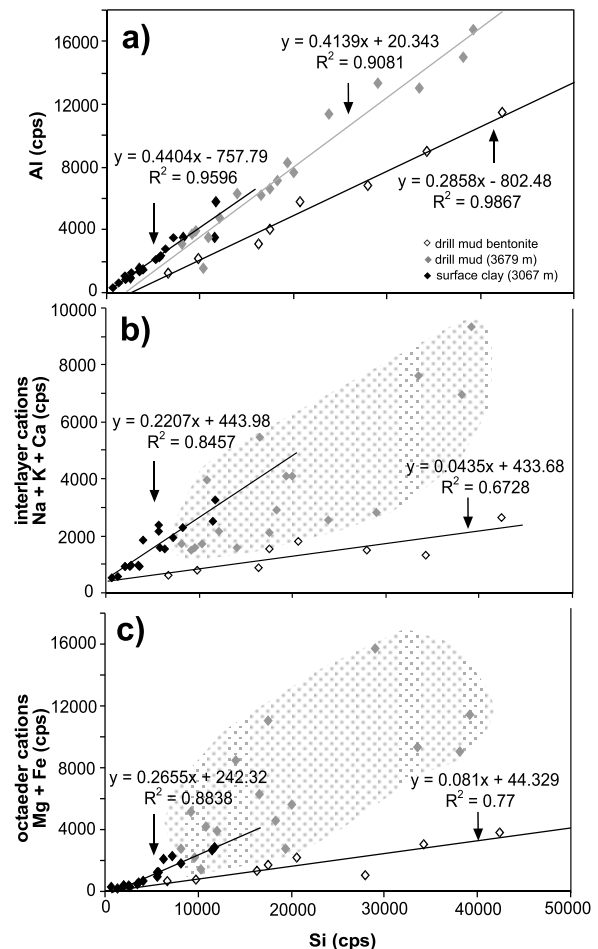 a)
16000
12000
8000
4000
0
Al (cps)
y = 0.4139x + 20.343
R² = 0.9081
y = 0.4404x - 757.79
R² = 0.9596
y = 0.2858x - 802.48
R² = 0.9867
drill mud bentonite
drill mud (3679 m)
surface clay (3067 m)
b)
10000
8000
6000
4000
2000
0
interlayer cations
Na + K + Ca (cps)
y = 0.2207x + 443.98
R² = 0.8457
y = 0.0435x + 433.68
R² = 0.6728
c)
16000
12000
8000
4000
0
octaeder cations
Mg + Fe (cps)
y = 0.2655x + 242.32
R² = 0.8838
y = 0.081x + 44.329
R² = 0.77
0 10000 20000 30000 40000 50000
Si (cps)